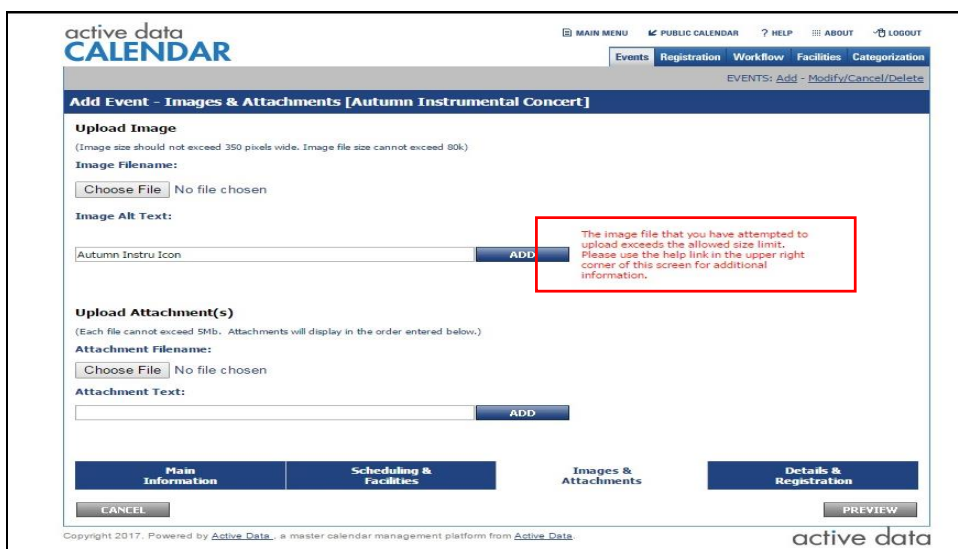 active data
CALENDAR
MAIN MENU PUBLIC CALENDAR ? HELP ABOUT LOGOUT
Events Registration Workflow Facilities Categorization
EVENTS: Add - Modify/Cancel/Delete
Add Event - Images & Attachments [Autumn Instrumental Concert]
Upload Image
(Image size should not exceed 350 pixels wide. Image file size cannot exceed 80k)
Image Filename:
Choose File No file chosen
Image Alt Text:
Autumn Instru Icon ADD
The image file that you have attempted to
upload exceeds the allowed size limit.
Please use the help link in the upper right
corner of this screen for additional
information.
Upload Attachment(s)
(Each file cannot exceed 5Mb. Attachments will display in the order entered below.)
Attachment Filename:
Choose File No file chosen
Attachment Text:
ADD
Main
Information
Scheduling &
Facilities
Images &
Attachments
Details &
Registration
CANCEL PREVIEW
Copyright 2017. Powered by Active Data , a master calendar management platform from Active Data.
active data